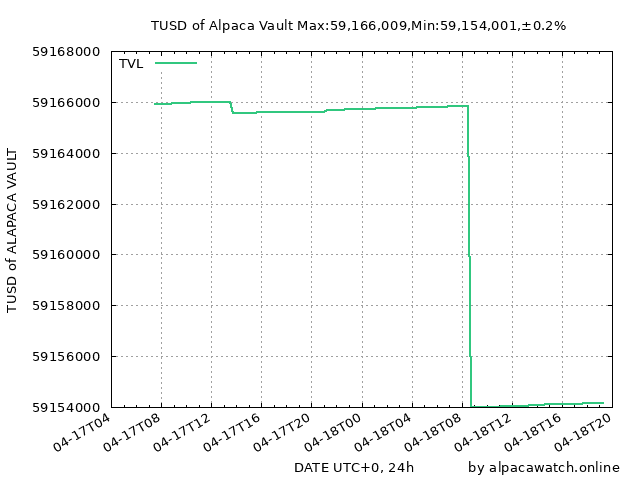 TUSD of Alpaca Vault Max:59,166,009,Min:59,154,001,±0.2%
TVL
59168000
59166000
59164000
59162000
59160000
59158000
59156000
59154000
TUSD of ALAPACA VAULT
04-17T04
04-17T08
04-17T12
04-17T16
04-17T20
04-18T00
04-18T04
04-18T08
04-18T12
04-18T16
04-18T20
DATE UTC+0, 24h
by alpacawatch.online